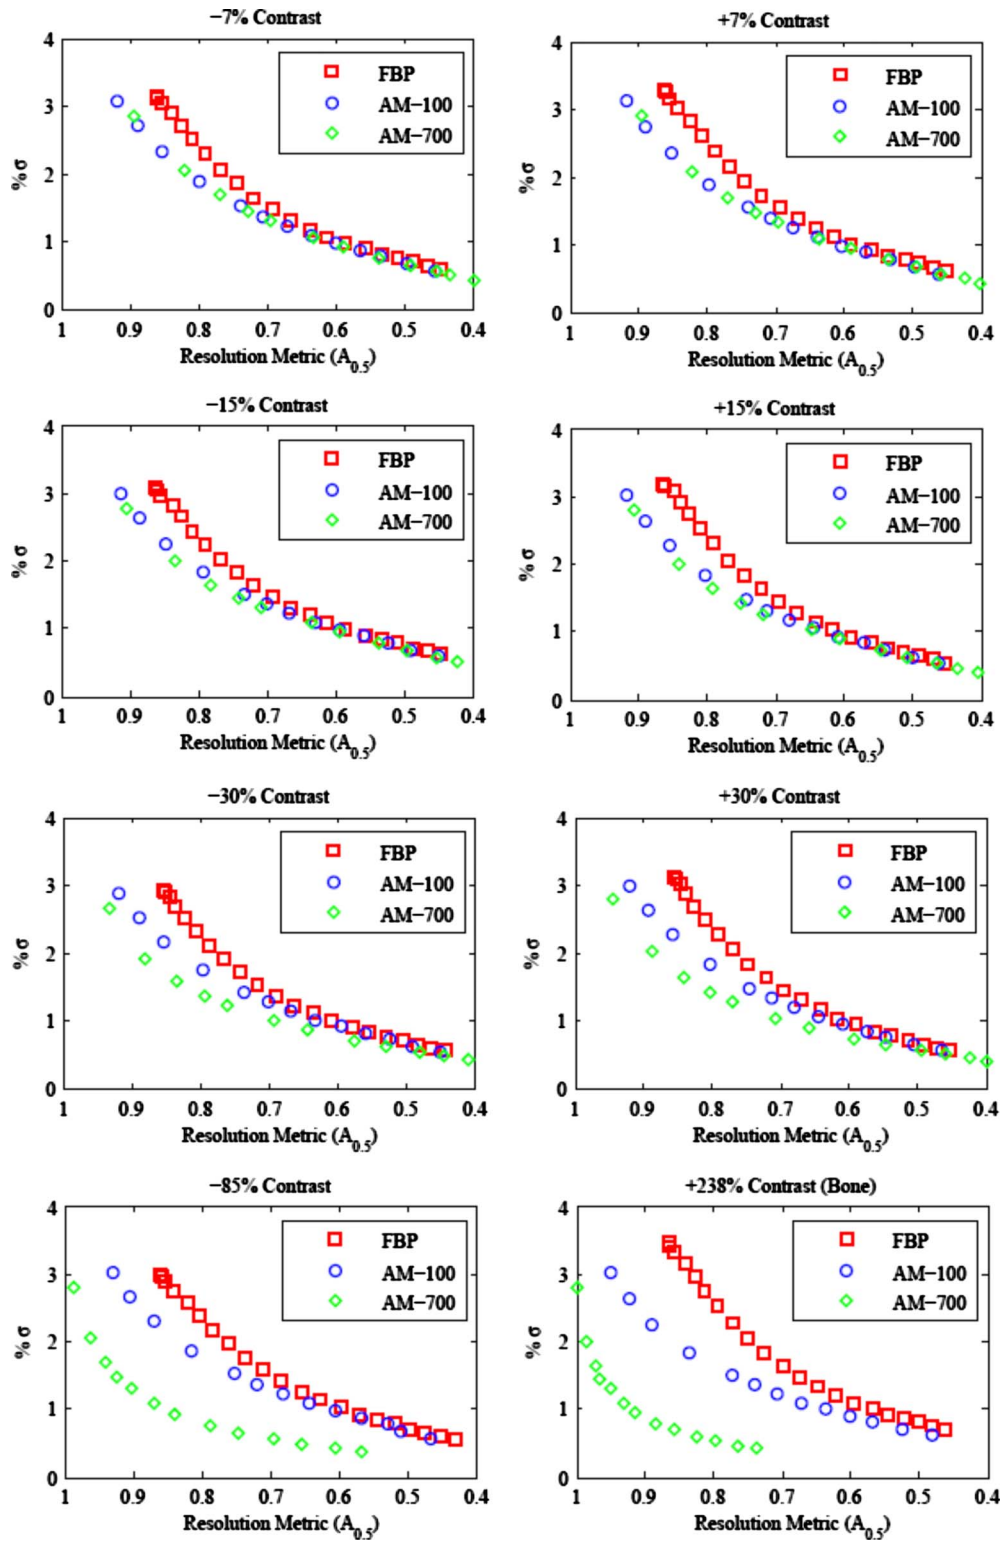 −7% Contrast
4
3
2
1
0
% σ
FBP
AM−100
AM−700
1 0.9 0.8 0.7 0.6 0.5 0.4
Resolution Metric (A0.5)
+7% Contrast
4
3
2
1
0
% σ
FBP
AM−100
AM−700
1 0.9 0.8 0.7 0.6 0.5 0.4
Resolution Metric (A0.5)
−15% Contrast
4
3
2
1
0
% σ
FBP
AM−100
AM−700
1 0.9 0.8 0.7 0.6 0.5 0.4
Resolution Metric (A0.5)
+15% Contrast
4
3
2
1
0
% σ
FBP
AM−100
AM−700
1 0.9 0.8 0.7 0.6 0.5 0.4
Resolution Metric (A0.5)
−30% Contrast
4
3
2
1
0
% σ
FBP
AM−100
AM−700
1 0.9 0.8 0.7 0.6 0.5 0.4
Resolution Metric (A0.5)
+30% Contrast
4
3
2
1
0
% σ
FBP
AM−100
AM−700
1 0.9 0.8 0.7 0.6 0.5 0.4
Resolution Metric (A0.5)
−85% Contrast
4
3
2
1
0
% σ
FBP
AM−100
AM−700
1 0.9 0.8 0.7 0.6 0.5 0.4
Resolution Metric (A0.5)
+238% Contrast (Bone)
4
3
2
1
0
% σ
FBP
AM−100
AM−700
1 0.9 0.8 0.7 0.6 0.5 0.4
Resolution Metric (A0.5)